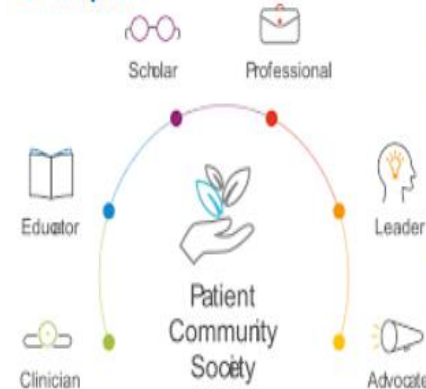 Scholar
Professional
Educator
Leader
Patient
Community
Society
Clinician
Advocate